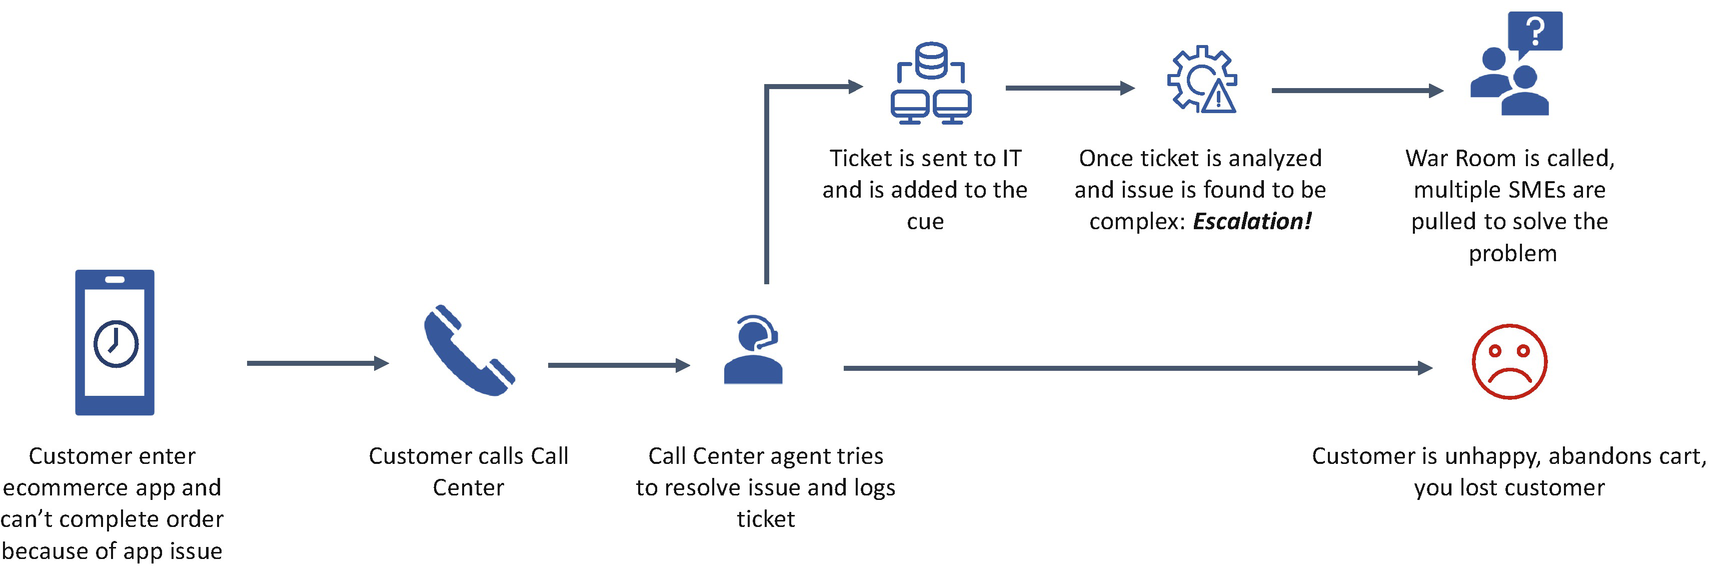 Ticket is sent to IT
and is added to the
cue
Once ticket is analyzed
and issue is found to be
complex: Escalation!
War Room is called,
multiple SMEs are
pulled to solve the
problem
Customer enter
ecommerce app and
can't complete order
because of app issue
Customer calls Call
Center
Call Center agent tries
to resolve issue and logs
ticket
Customer is unhappy, abandons cart,
you lost customer